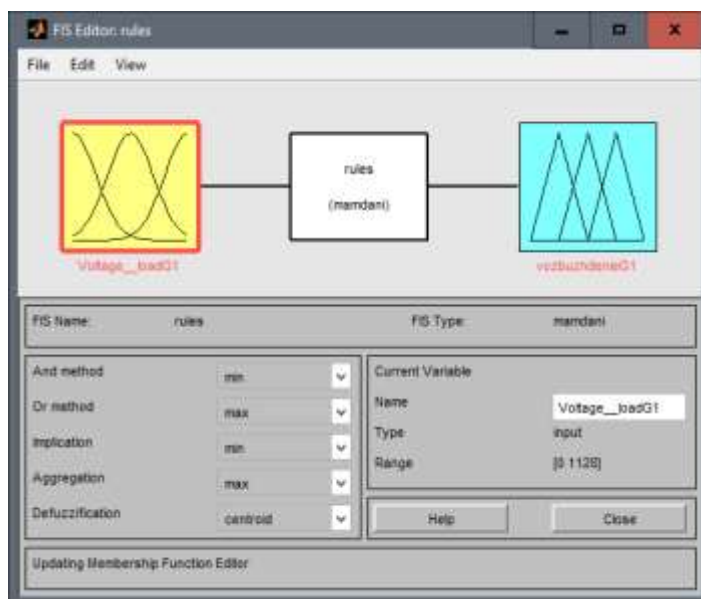 FIS Editor: rules
File Edit View
rules
(mamdani)
Voltage__loadG1
vozbuzhdenieG1
FIS Name: rules FIS Type: mamdani
And method min
Or method max
Implication min
Aggregation max
Defuzzification centroid
Current Variable
Name Voltage__loadG1
Type input
Range [0 1128]
Help Close
Updating Membership Function Editor